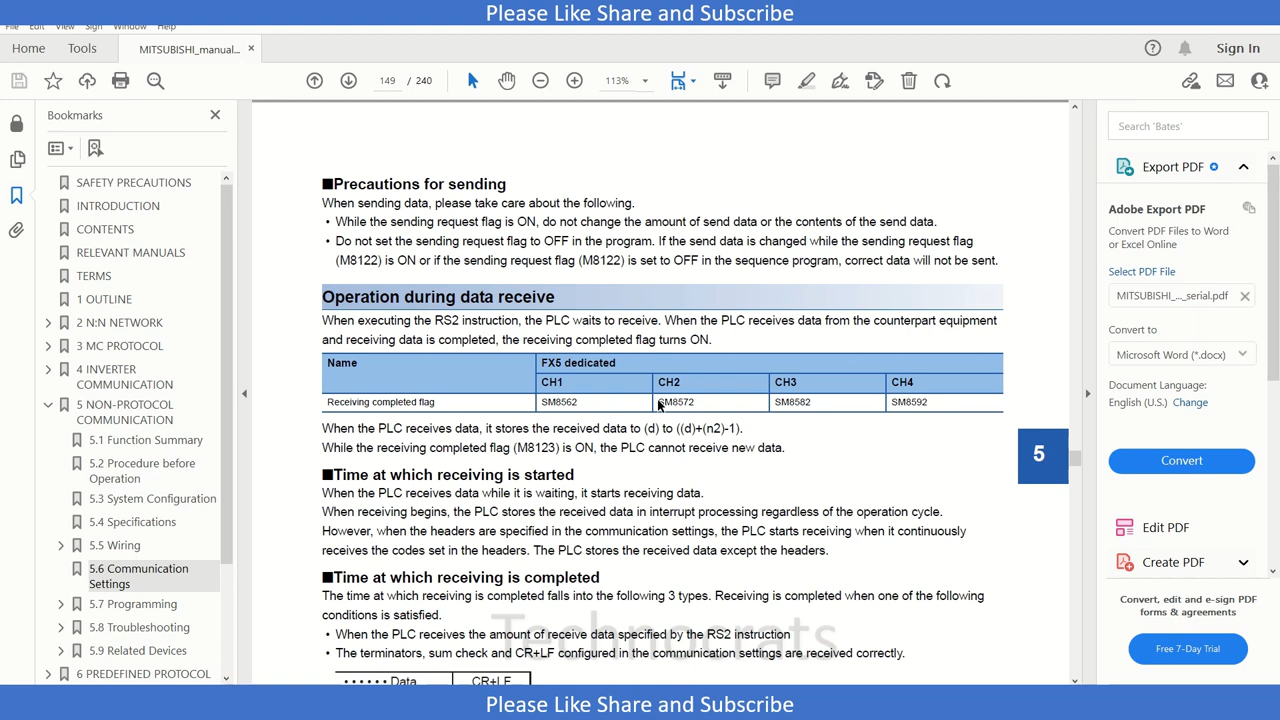 Please Like Share and Subscribe
File Edit View Sign Window Help
Home Tools MITSUBISHI_manual... × Sign In
149 / 240 113%
Bookmarks
SAFETY PRECAUTIONS
INTRODUCTION
CONTENTS
RELEVANT MANUALS
TERMS
1 OUTLINE
2 N:N NETWORK
3 MC PROTOCOL
4 INVERTER
COMMUNICATION
5 NON-PROTOCOL
COMMUNICATION
5.1 Function Summary
5.2 Procedure before
Operation
5.3 System Configuration
5.4 Specifications
5.5 Wiring
5.6 Communication
Settings
5.7 Programming
5.8 Troubleshooting
5.9 Related Devices
6 PREDEFINED PROTOCOL
■Precautions for sending
When sending data, please take care about the following.
• While the sending request flag is ON, do not change the amount of send data or the contents of the send data.
• Do not set the sending request flag to OFF in the program. If the send data is changed while the sending request flag
(M8122) is ON or if the sending request flag (M8122) is set to OFF in the sequence program, correct data will not be sent.
Operation during data receive
When executing the RS2 instruction, the PLC waits to receive. When the PLC receives data from the counterpart equipment
and receiving data is completed, the receiving completed flag turns ON.
Name FX5 dedicated
CH1 CH2 CH3 CH4
Receiving completed flag SM8562 SM8572 SM8582 SM8592
When the PLC receives data, it stores the received data to (d) to ((d)+(n2)-1).
While the receiving completed flag (M8123) is ON, the PLC cannot receive new data.
■Time at which receiving is started
When the PLC receives data while it is waiting, it starts receiving data.
When receiving begins, the PLC stores the received data in interrupt processing regardless of the operation cycle.
However, when the headers are specified in the communication settings, the PLC starts receiving when it continuously
receives the codes set in the headers. The PLC stores the received data except the headers.
■Time at which receiving is completed
The time at which receiving is completed falls into the following 3 types. Receiving is completed when one of the following
conditions is satisfied.
• When the PLC receives the amount of receive data specified by the RS2 instruction
• The terminators, sum check and CR+LF configured in the communication settings are received correctly.
•••••• Data CR+LF
Technocrats
5
Search 'Bates'
Export PDF
Adobe Export PDF
Convert PDF Files to Word
or Excel Online
Select PDF File
MITSUBISHI_..._serial.pdf ×
Convert to
Microsoft Word (*.docx)
Document Language:
English (U.S.) Change
Convert
Edit PDF
Create PDF
Convert, edit and e-sign PDF
forms & agreements
Free 7-Day Trial
Please Like Share and Subscribe